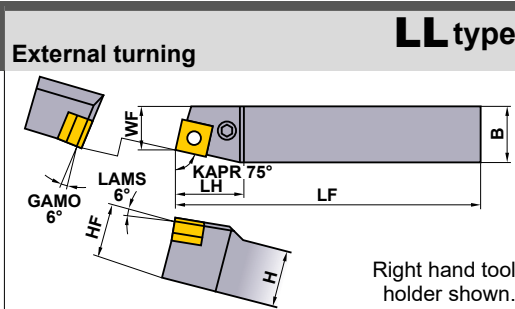 LL type
External turning
WF
B
KAPR 75°
LAMS
6°
LH
LF
GAMO
6°
HF
H
Right hand tool
holder shown.